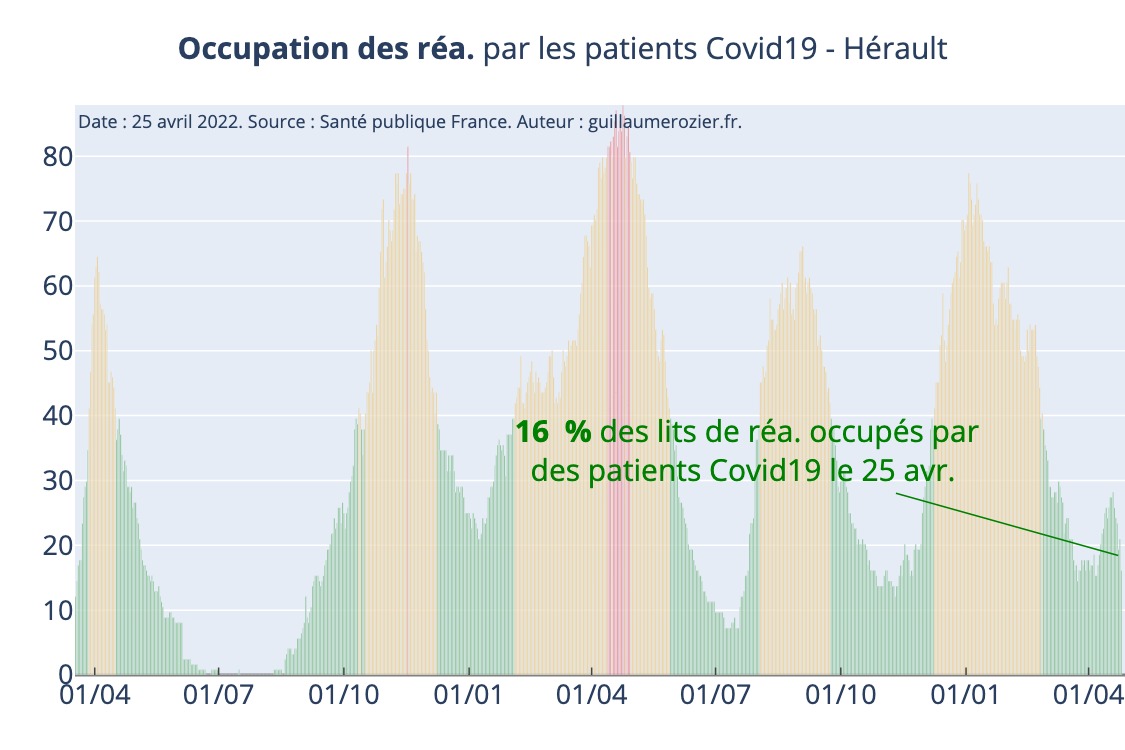 Occupation des réa. par les patients Covid19 - Hérault
Date : 25 avril 2022. Source : Santé publique France. Auteur : guillaumerozier.fr.
80
70
60
50
40
30
20
10
0
16  % des lits de réa. occupés par
des patients Covid19 le 25 avr.
01/04 01/07 01/10 01/01 01/04 01/07 01/10 01/01 01/04